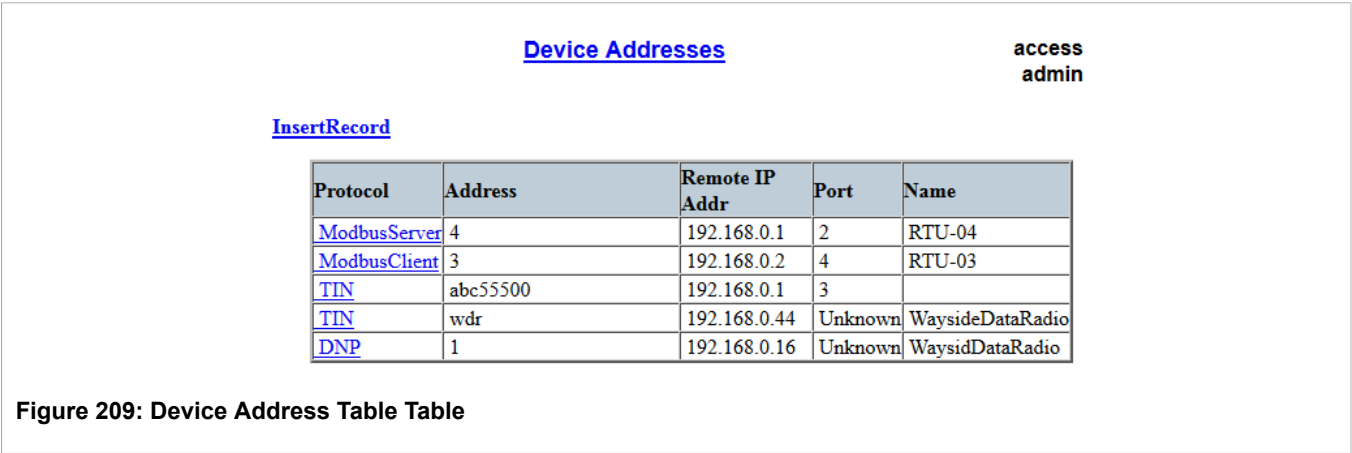 Device Addresses access
admin
InsertRecord
Protocol Address Remote IP Addr Port Name
ModbusServer 4 192.168.0.1 2 RTU-04
ModbusClient 3 192.168.0.2 4 RTU-03
TIN abc55500 192.168.0.1 3
TIN wdr 192.168.0.44 Unknown WaysideDataRadio
DNP 1 192.168.0.16 Unknown WaysidDataRadio
Figure 209: Device Address Table Table